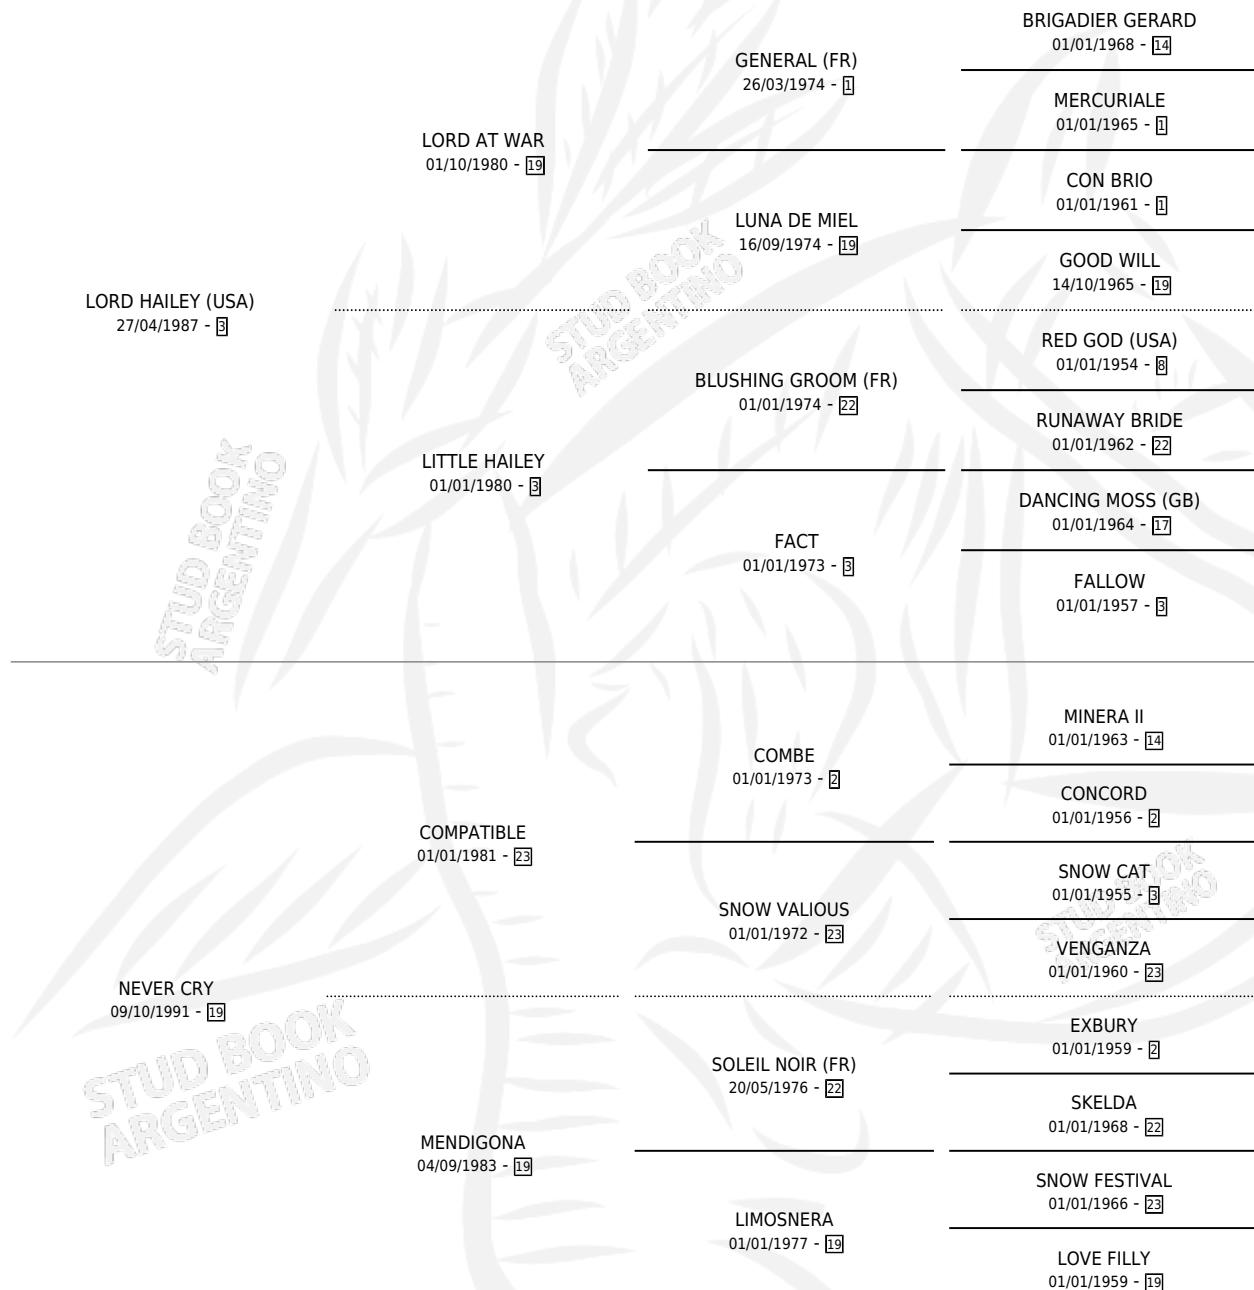 BRIGADIER GERARD
01/01/1968 - 14
GENERAL (FR)
26/03/1974 - 1
MERCURIALE
01/01/1965 - 1
LORD AT WAR
01/10/1980 - 19
CON BRIO
01/01/1961 - 1
LUNA DE MIEL
16/09/1974 - 19
GOOD WILL
14/10/1965 - 19
LORD HAILEY (USA)
27/04/1987 - 3
RED GOD (USA)
01/01/1954 - 8
BLUSHING GROOM (FR)
01/01/1974 - 22
RUNAWAY BRIDE
01/01/1962 - 22
LITTLE HAILEY
01/01/1980 - 3
DANCING MOSS (GB)
01/01/1964 - 17
FACT
01/01/1973 - 3
FALLOW
01/01/1957 - 3
MINERA II
01/01/1963 - 14
COMBE
01/01/1973 - 2
CONCORD
01/01/1956 - 2
COMPATIBLE
01/01/1981 - 23
SNOW CAT
01/01/1955 - 3
SNOW VALIOUS
01/01/1972 - 23
VENGANZA
01/01/1960 - 23
NEVER CRY
09/10/1991 - 19
EXBURY
01/01/1959 - 2
SOLEIL NOIR (FR)
20/05/1976 - 22
SKELDA
01/01/1968 - 22
MENDIGONA
04/09/1983 - 19
SNOW FESTIVAL
01/01/1966 - 23
LIMOSNERA
01/01/1977 - 19
LOVE FILLY
01/01/1959 - 19
STUD BOOK
ARGENTINO
STUD BOOK
ARGENTINO
STUD BOOK
ARGENTINO
STUD BOOK
ARGENTINO